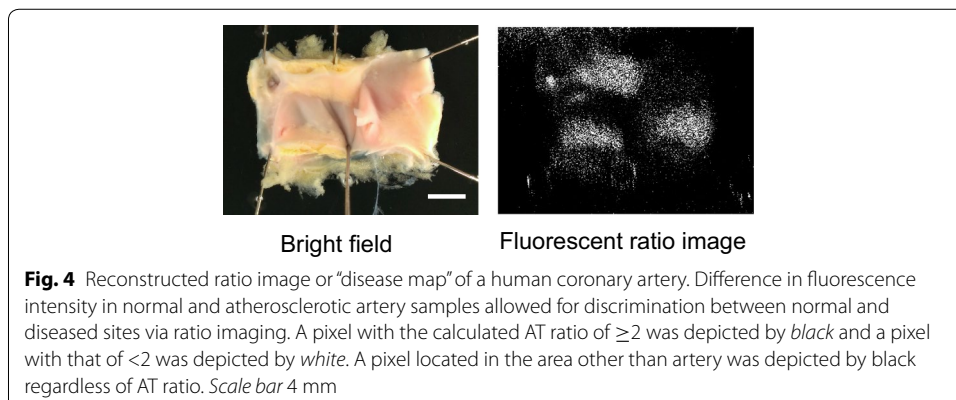 Bright field
Fluorescent ratio image
Fig. 4 Reconstructed ratio image or “disease map” of a human coronary artery. Difference in fluorescence
intensity in normal and atherosclerotic artery samples allowed for discrimination between normal and
diseased sites via ratio imaging. A pixel with the calculated AT ratio of ≥2 was depicted by black and a pixel
with that of <2 was depicted by white. A pixel located in the area other than artery was depicted by black
regardless of AT ratio. Scale bar 4 mm